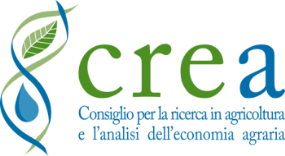 crea
Consiglio per la ricerca in agricoltura
e l'analisi dell'economia agraria